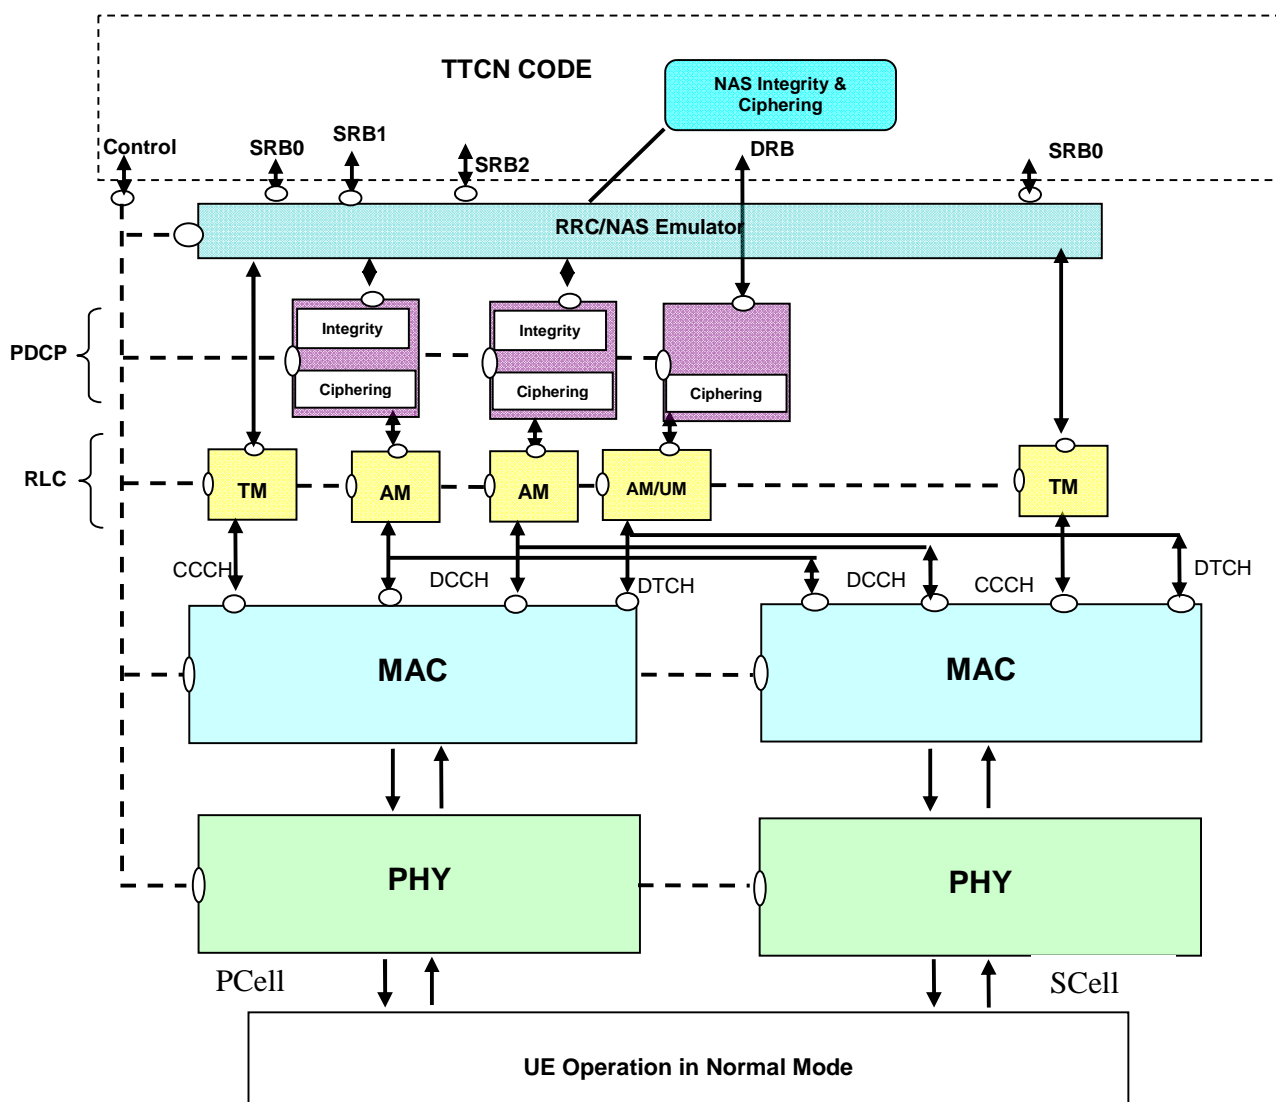 TTCN CODE
NAS Integrity &
Ciphering
Control
SRB0
SRB1
SRB2
DRB
SRB0
RRC/NAS Emulator
PDCP
Integrity
Ciphering
Integrity
Ciphering
Ciphering
RLC
TM
AM
AM
AM/UM
TM
CCCH
DCCH
DTCH
DCCH
CCCH
DTCH
MAC
MAC
PHY
PHY
PCell
SCell
UE Operation in Normal Mode